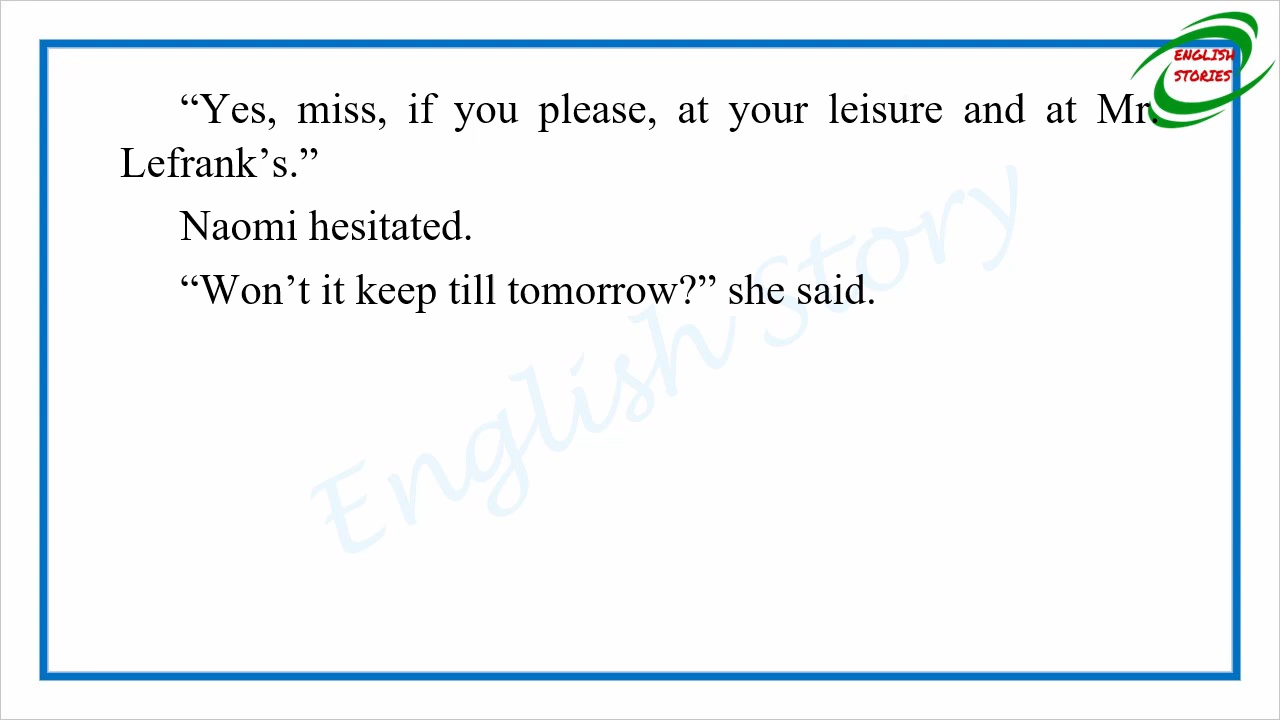 ENGLISH
STORIES
“Yes, miss, if you please, at your leisure and at Mr.
Lefrank’s.”
Naomi hesitated.
“Won’t it keep till tomorrow?” she said.
English Story